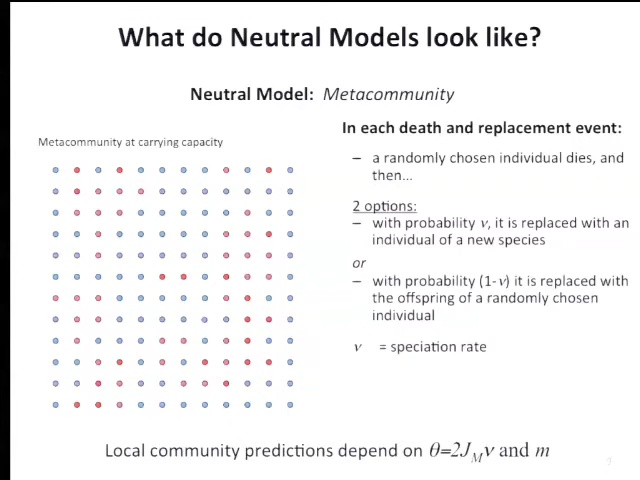 What do Neutral Models look like?
Neutral Model: Metacommunity
Metacommunity at carrying capacity
In each death and replacement event:
– a randomly chosen individual dies, and
then...
2 options:
– with probability ν, it is replaced with an
individual of a new species
or
– with probability (1-ν) it is replaced with
the offspring of a randomly chosen
individual
ν = speciation rate
Local community predictions depend on θ=2J_Mν and m